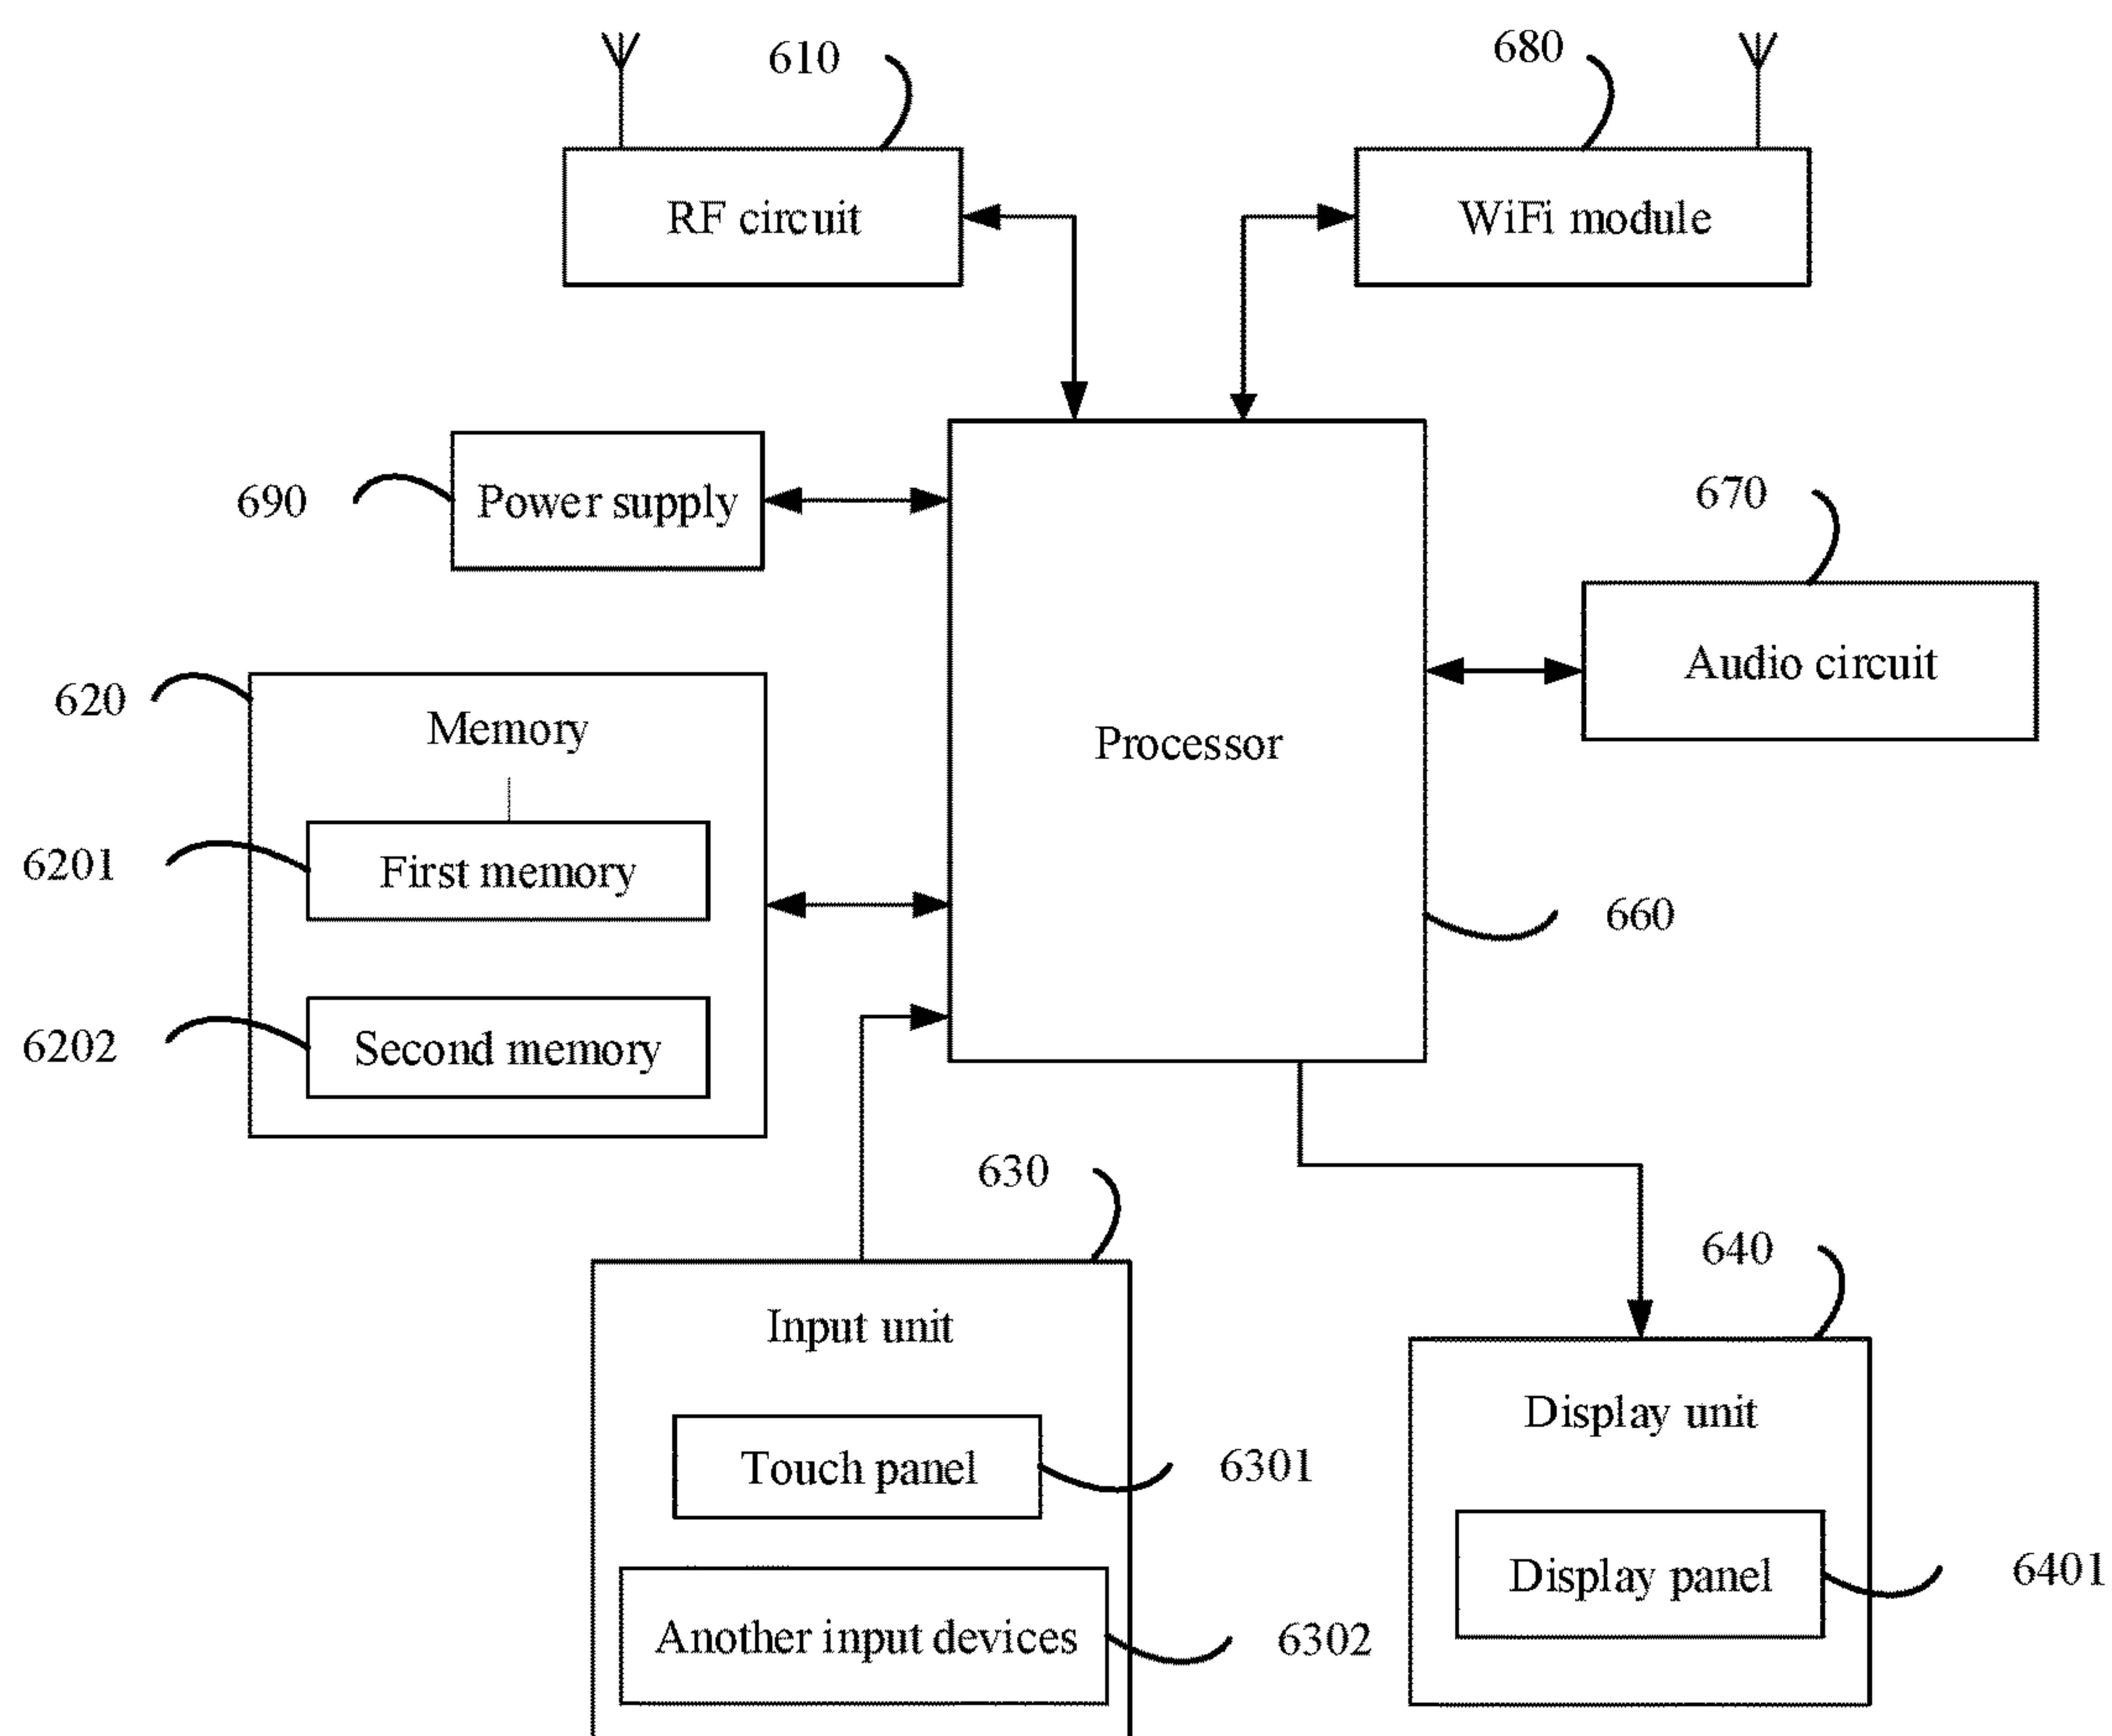 610
680
RF circuit
WiFi module
690
Power supply
670
Audio circuit
620
Memory
Processor
6201
First memory
660
6202
Second memory
630
640
Input unit
Display unit
Touch panel
6301
Display panel
6401
Another input devices
6302